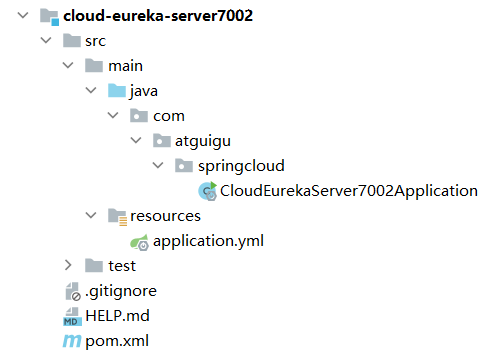 cloud-eureka-server7002
src
main
java
com
atguigu
springcloud
CloudEurekaServer7002Application
resources
application.yml
test
.gitignore
HELP.md
pom.xml